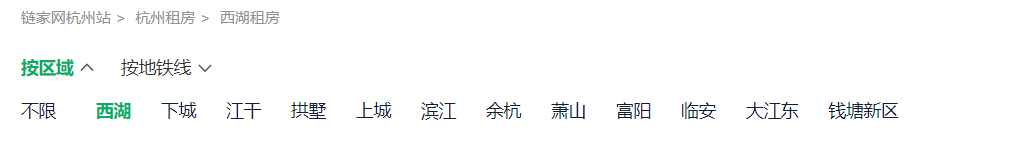 链家网杭州站 > 杭州租房 > 西湖租房
按区域 按地铁线
不限 西湖 下城 江干 拱墅 上城 滨江 余杭 萧山 富阳 临安 大江东 钱塘新区